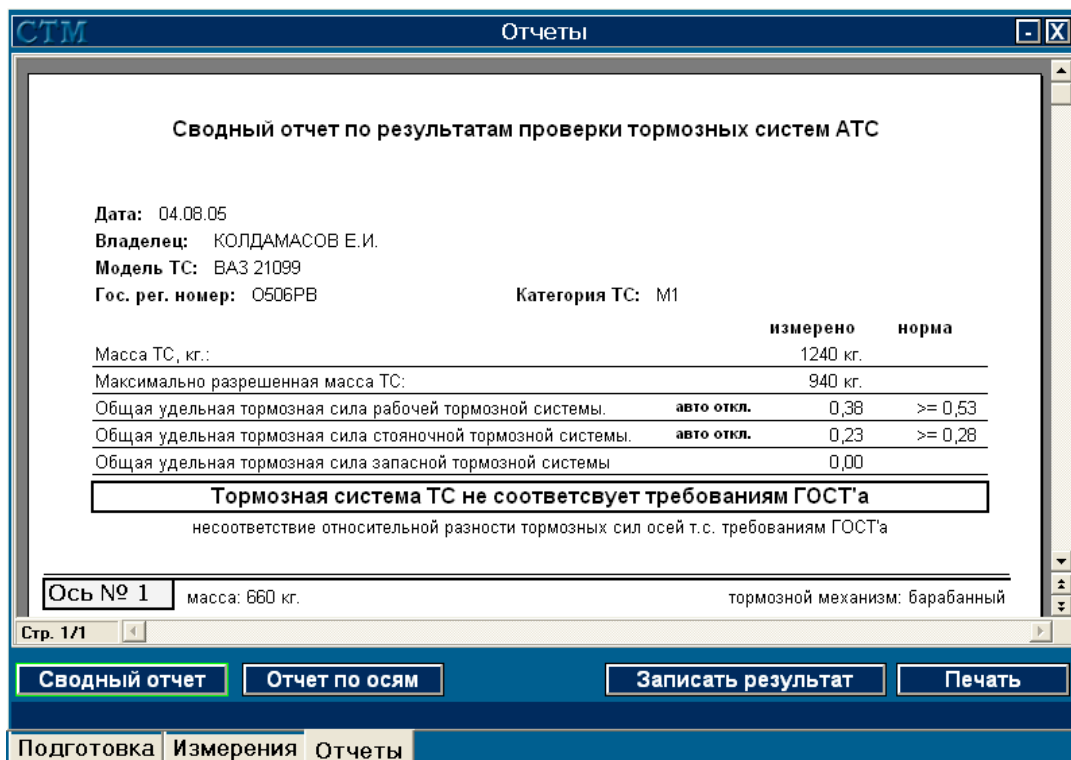 СТМ Отчеты - X
Сводный отчет по результатам проверки тормозных систем АТС
Дата: 04.08.05
Владелец: КОЛДАМАСОВ Е.И.
Модель ТС: ВАЗ 21099
Гос. рег. номер: О506РВ Категория ТС: М1
измерено норма
Масса ТС, кг.: 1240 кг.
Максимально разрешенная масса ТС: 940 кг.
Общая удельная тормозная сила рабочей тормозной системы. авто откл. 0,38 >= 0,53
Общая удельная тормозная сила стояночной тормозной системы. авто откл. 0,23 >= 0,28
Общая удельная тормозная сила запасной тормозной системы 0,00
Тормозная система ТС не соответсвует требованиям ГОСТ'а
несоответствие относительной разности тормозных сил осей т.с. требованиям ГОСТ'а
Ось № 1 масса: 660 кг. тормозной механизм: барабанный
Стр. 1/1
Сводный отчет Отчет по осям Записать результат Печать
Подготовка Измерения Отчеты